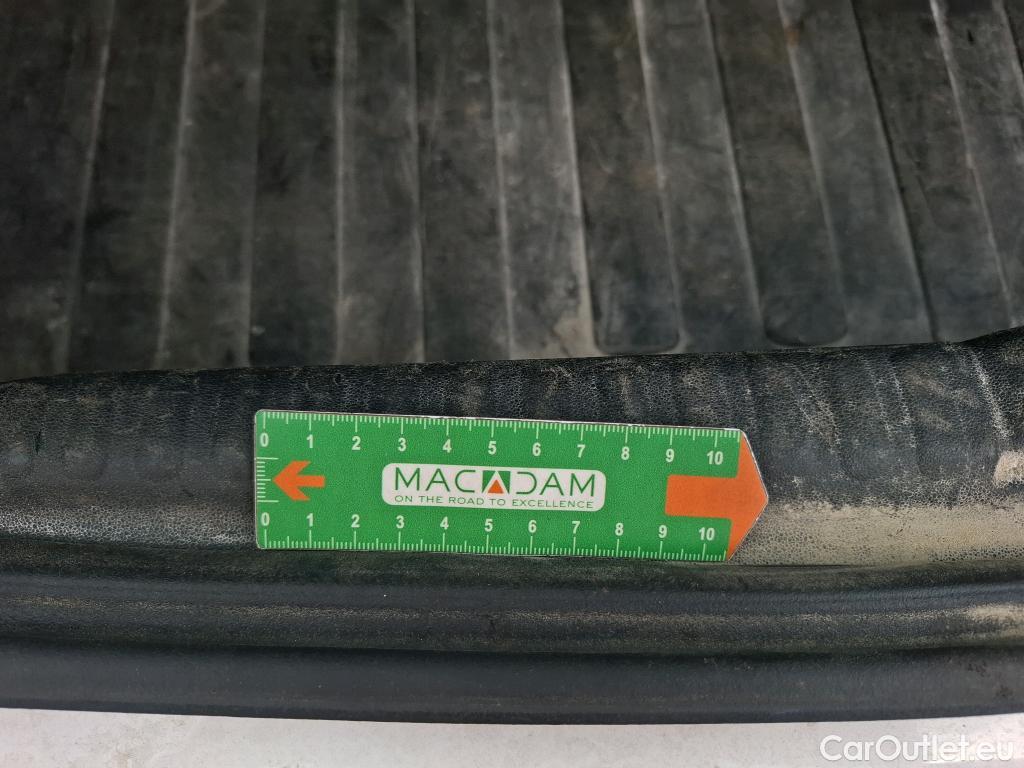 0 1 2 3 4 5 6 7 8 9 10
MACADAM
ON THE ROAD TO EXCELLENCE
0 1 2 3 4 5 6 7 8 9 10
CarOutlet.eu